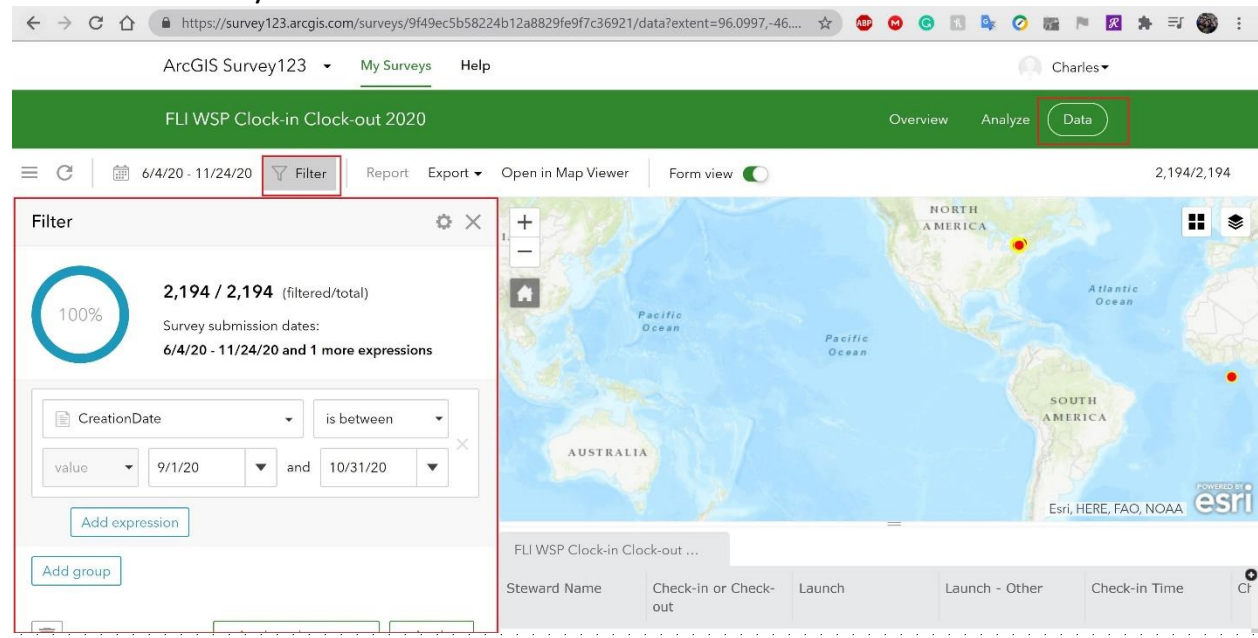 https://survey123.arcgis.com/surveys/9f49ec5b58224b12a8829fe9f7c36921/data?extent=96.0997,-46....
ABP
ArcGIS Survey123 My Surveys Help Charles
FLI WSP Clock-in Clock-out 2020 Overview Analyze Data
6/4/20 - 11/24/20 Filter Report Export Open in Map Viewer Form view 2,194/2,194
Filter
100%
2,194 / 2,194 (filtered/total)
Survey submission dates:
6/4/20 - 11/24/20 and 1 more expressions
CreationDate is between
value 9/1/20 and 10/31/20
Add expression
Add group
NORTH
AMERICA
Atlantic
Ocean
Pacific
Ocean
Pacific
Ocean
SOUTH
AMERICA
AUSTRALIA
POWERED BY
esri
Esri, HERE, FAO, NOAA
FLI WSP Clock-in Clock-out ...
Steward Name Check-in or Check-out Launch Launch - Other Check-in Time